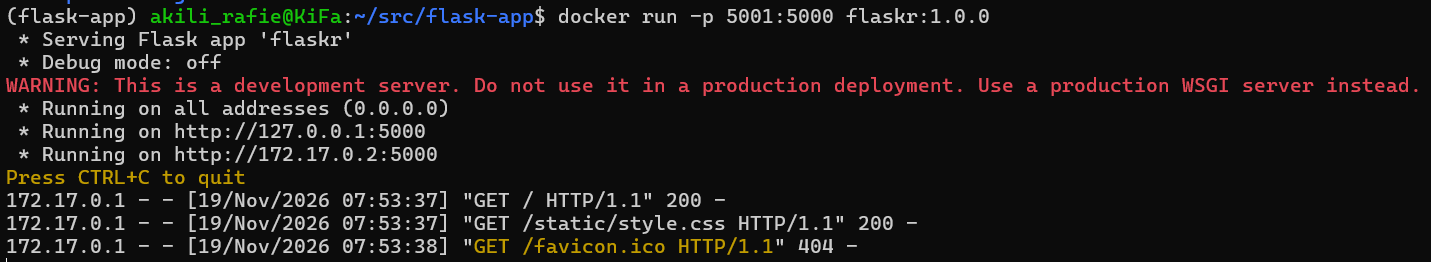 (flask-app) akili_rafie@KiFa:~/src/flask-app$ docker run -p 5001:5000 flaskr:1.0.0
 * Serving Flask app 'flaskr'
 * Debug mode: off
WARNING: This is a development server. Do not use it in a production deployment. Use a production WSGI server instead.
 * Running on all addresses (0.0.0.0)
 * Running on http://127.0.0.1:5000
 * Running on http://172.17.0.2:5000
Press CTRL+C to quit
172.17.0.1 - - [19/Nov/2026 07:53:37] "GET / HTTP/1.1" 200 -
172.17.0.1 - - [19/Nov/2026 07:53:37] "GET /static/style.css HTTP/1.1" 200 -
172.17.0.1 - - [19/Nov/2026 07:53:38] "GET /favicon.ico HTTP/1.1" 404 -